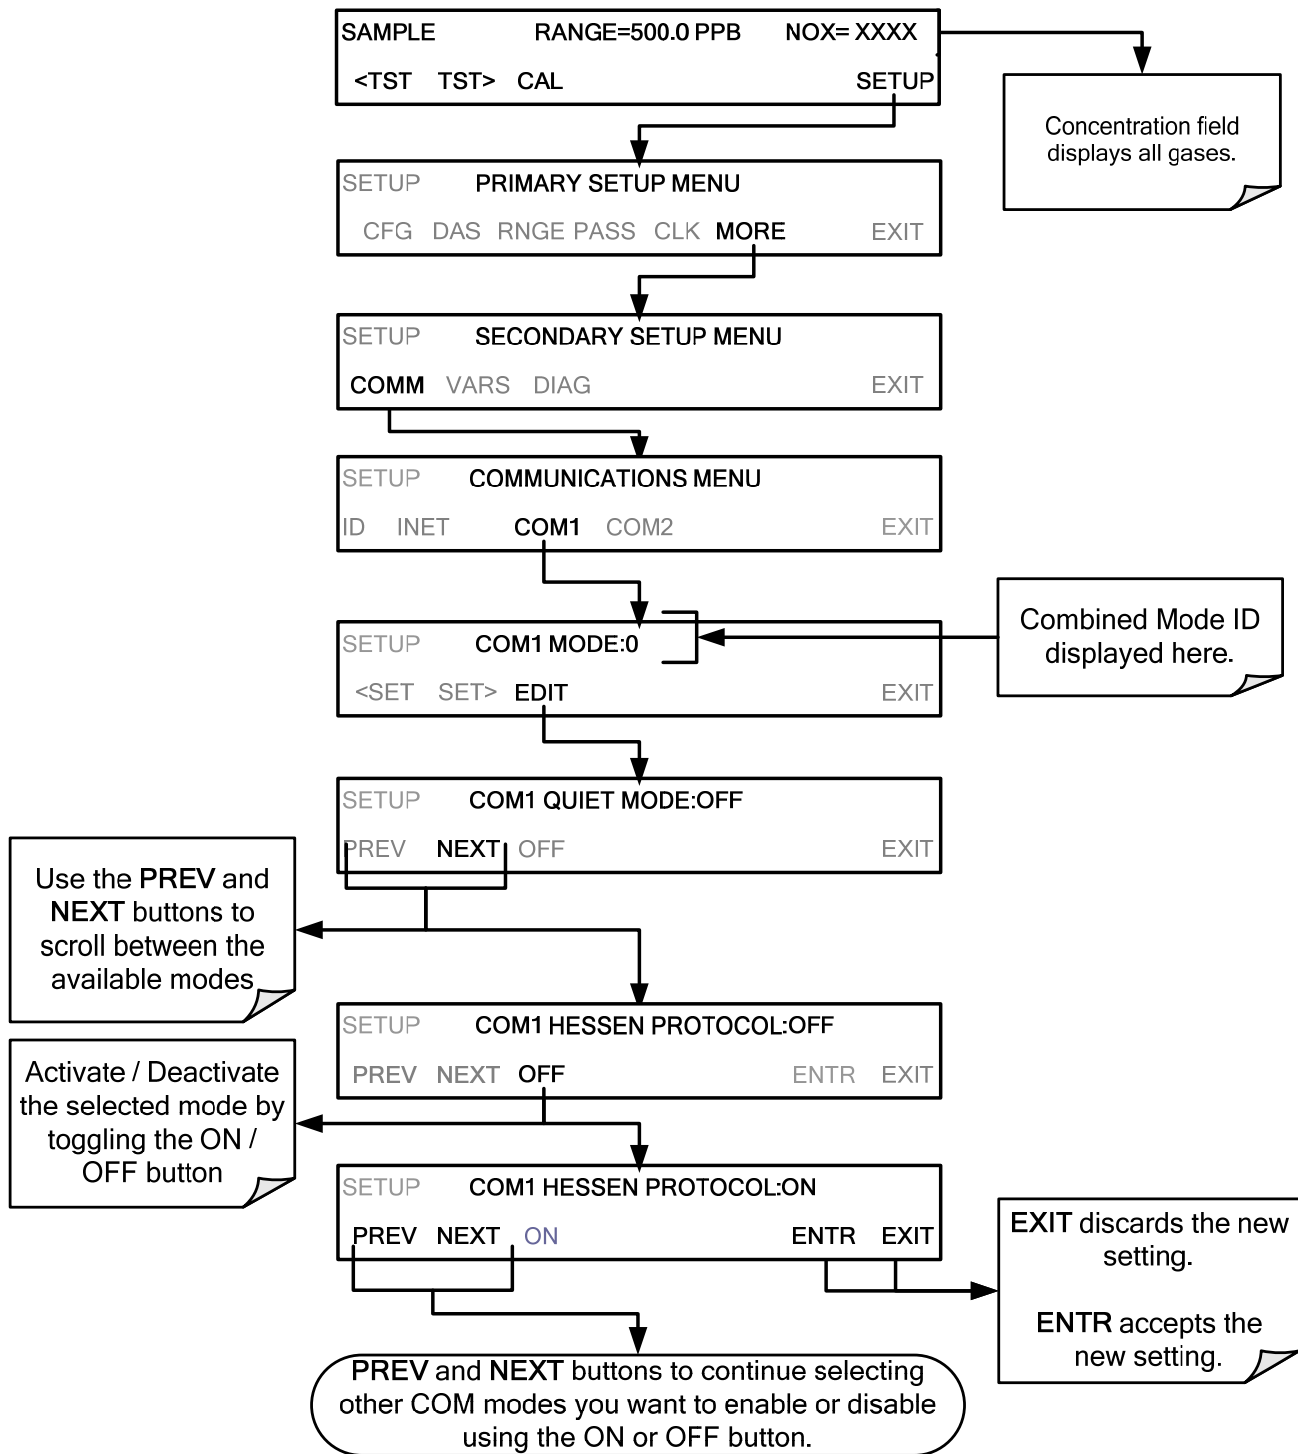 SAMPLE RANGE=500.0 PPB NOX= XXXX
<TST TST> CAL SETUP
Concentration field
displays all gases.
SETUP PRIMARY SETUP MENU
CFG DAS RNGE PASS CLK MORE EXIT
SETUP SECONDARY SETUP MENU
COMM VARS DIAG EXIT
SETUP COMMUNICATIONS MENU
ID INET COM1 COM2 EXIT
SETUP COM1 MODE:0
<SET SET> EDIT EXIT
Combined Mode ID
displayed here.
SETUP COM1 QUIET MODE:OFF
PREV NEXT OFF EXIT
Use the PREV and
NEXT buttons to
scroll between the
available modes
SETUP COM1 HESSEN PROTOCOL:OFF
PREV NEXT OFF ENTR EXIT
Activate / Deactivate
the selected mode by
toggling the ON /
OFF button
SETUP COM1 HESSEN PROTOCOL:ON
PREV NEXT ON ENTR EXIT
EXIT discards the new
setting.
ENTR accepts the
new setting.
PREV and NEXT buttons to continue selecting
other COM modes you want to enable or disable
using the ON or OFF button.